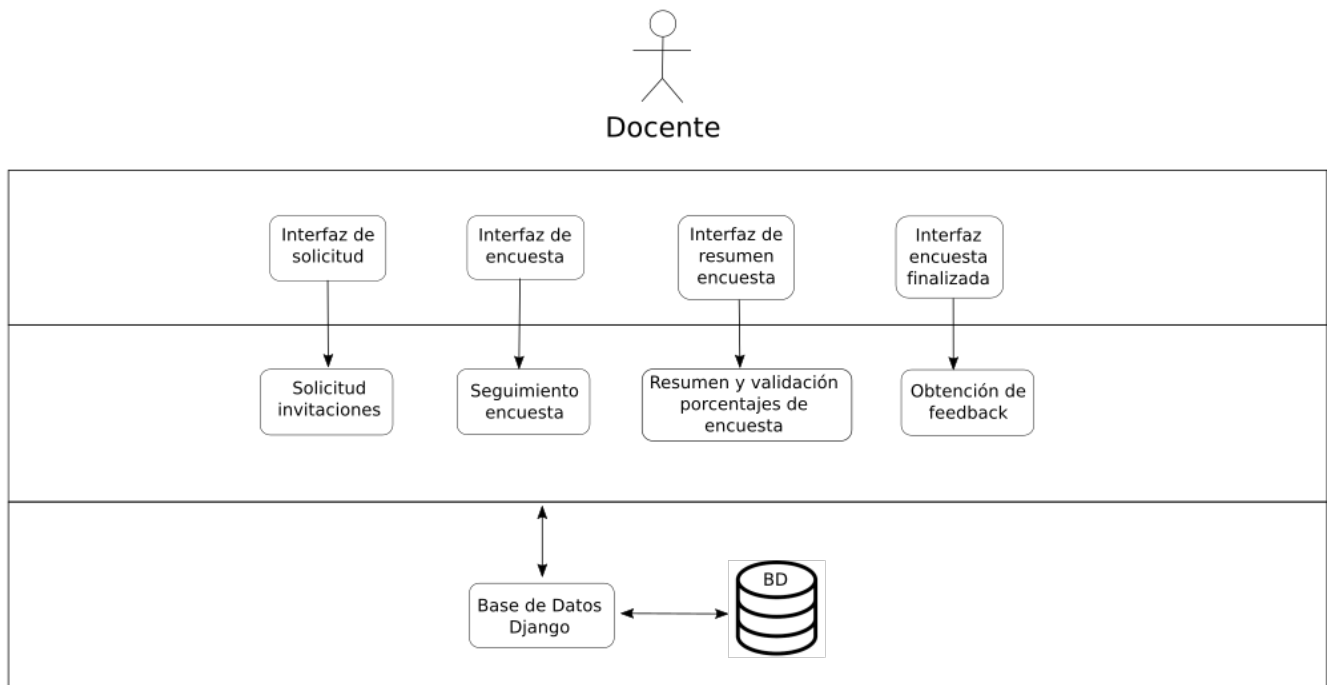 Docente
Interfaz de
solicitud
Interfaz de
encuesta
Interfaz de
resumen
encuesta
Interfaz
encuesta
finalizada
Solicitud
invitaciones
Seguimiento
encuesta
Resumen y validación
porcentajes de
encuesta
Obtención de
feedback
Base de Datos
Django
BD